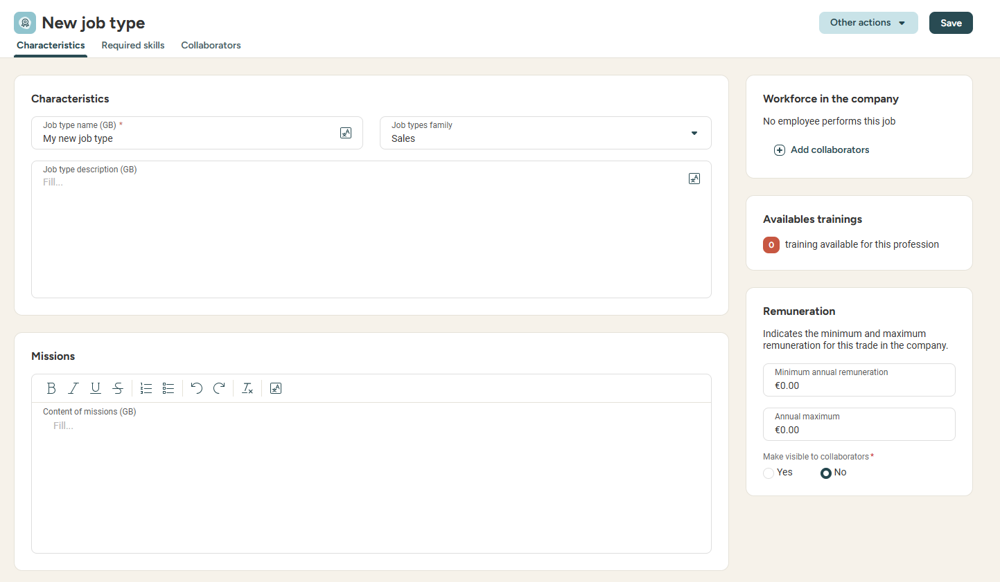 New job type
Other actions
Save
Characteristics
Required skills
Collaborators
Characteristics
Job type name (GB) *
My new job type
Job types family
Sales
Job type description (GB)
Fill...
Missions
Content of missions (GB)
Fill...
Workforce in the company
No employee performs this job
Add collaborators
Availables trainings
0 training available for this profession
Remuneration
Indicates the minimum and maximum
remuneration for this trade in the company.
Minimum annual remuneration
€0.00
Annual maximum
€0.00
Make visible to collaborators*
Yes
No